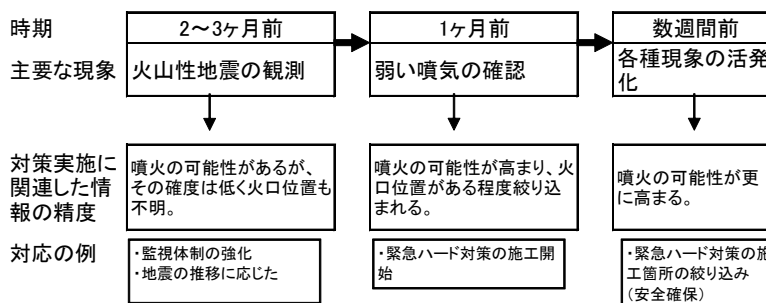 時期
2～3ヶ月前
1ヶ月前
数週間前
主要な現象
火山性地震の観測
弱い噴気の確認
各種現象の活発
化
対策実施に
関連した情
報の精度
噴火の可能性があるが、
その確度は低く火口位置も
不明。
噴火の可能性が高まり、火
口位置がある程度絞り込
まれる。
噴火の可能性が更
に高まる。
対応の例
・監視体制の強化
・地震の推移に応じた
・緊急ハード対策の施工開
始
・緊急ハード対策の施
工箇所の絞り込み
（安全確保）